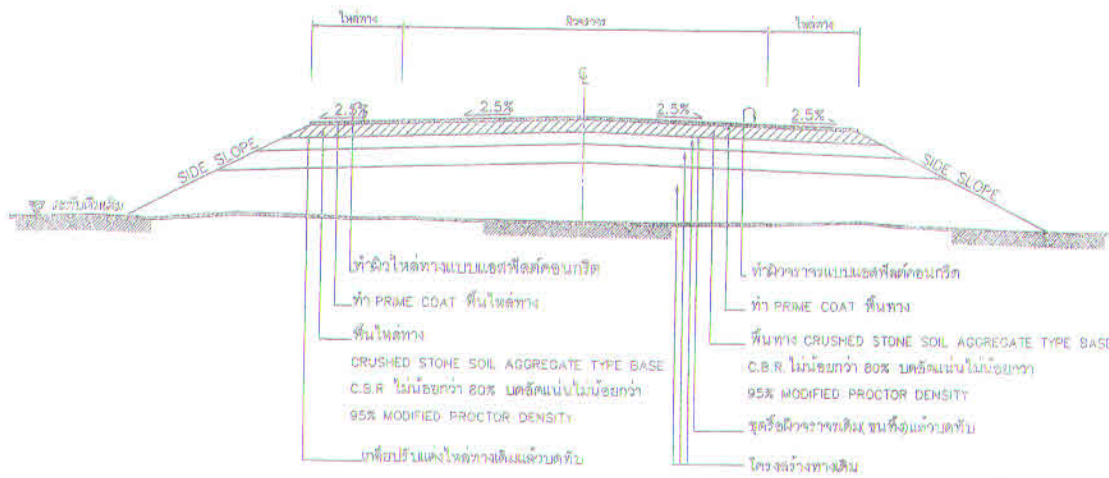 ไหล่ทาง ผิวจราจร ไหล่ทาง
℄
2.5% 2.5% 2.5% 2.5%
SIDE SLOPE SIDE SLOPE
ระดับดินเดิม
ทำผิวไหล่ทางแบบแอสฟัลต์คอนกรีต
ทำ PRIME COAT พื้นไหล่ทาง
พื้นไหล่ทาง
CRUSHED STONE SOIL AGGREGATE TYPE BASE
C.B.R ไม่น้อยกว่า 80% บดอัดแน่นไม่น้อยกว่า
95% MODIFIED PROCTOR DENSITY
เกลี่ยปรับแต่งไหล่ทางเดิมแล้วบดทับ
ทำผิวจราจรแบบแอสฟัลต์คอนกรีต
ทำ PRIME COAT พื้นทาง
พื้นทาง CRUSHED STONE SOIL AGGREGATE TYPE BASE
C.B.R. ไม่น้อยกว่า 80% บดอัดแน่นไม่น้อยกว่า
95% MODIFIED PROCTOR DENSITY
ขุดรื้อผิวจราจรเดิม(ขนทิ้ง)แล้วบดทับ
โครงสร้างทางเดิม